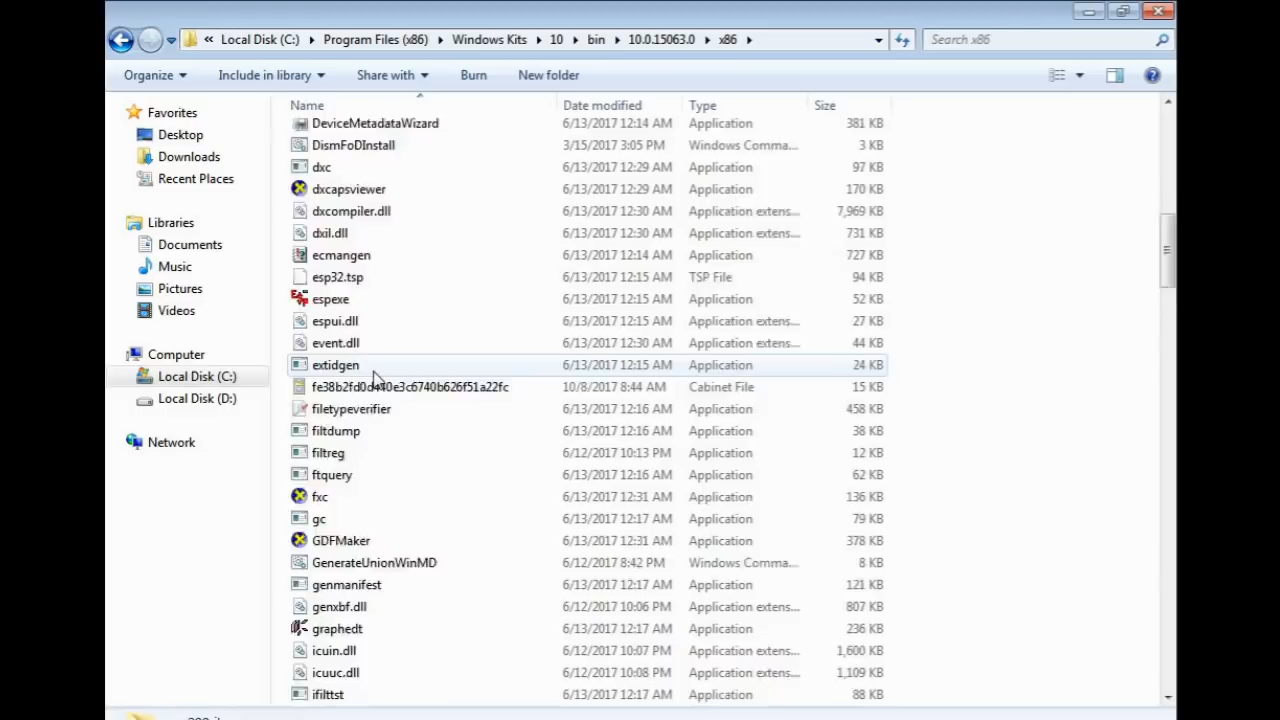 « Local Disk (C:) Program Files (x86) Windows Kits 10 bin 10.0.15063.0 x86 Search x86
Organize Include in library Share with Burn New folder
Favorites
Desktop
Downloads
Recent Places
Libraries
Documents
Music
Pictures
Videos
Computer
Local Disk (C:)
Local Disk (D:)
Network
Name Date modified Type Size
DeviceMetadataWizard 6/13/2017 12:14 AM Application 381 KB
DismFoDInstall 3/15/2017 3:05 PM Windows Comma... 3 KB
dxc 6/13/2017 12:29 AM Application 97 KB
dxcapsviewer 6/13/2017 12:29 AM Application 170 KB
dxcompiler.dll 6/13/2017 12:30 AM Application extens... 7,969 KB
dxil.dll 6/13/2017 12:30 AM Application extens... 731 KB
ecmangen 6/13/2017 12:14 AM Application 727 KB
esp32.tsp 6/13/2017 12:15 AM TSP File 94 KB
espexe 6/13/2017 12:15 AM Application 52 KB
espui.dll 6/13/2017 12:15 AM Application extens... 27 KB
event.dll 6/13/2017 12:15 AM Application extens... 44 KB
extidgen 6/13/2017 12:15 AM Application 24 KB
fe38b2fd0d440e3c6740b626f51a22fc 10/8/2017 8:44 AM Cabinet File 15 KB
filetypeverifier 6/13/2017 12:16 AM Application 458 KB
filtdump 6/13/2017 12:16 AM Application 38 KB
filtreg 6/12/2017 10:13 PM Application 12 KB
ftquery 6/13/2017 12:16 AM Application 62 KB
fxc 6/13/2017 12:31 AM Application 136 KB
gc 6/13/2017 12:17 AM Application 79 KB
GDFMaker 6/13/2017 12:31 AM Application 378 KB
GenerateUnionWinMD 6/12/2017 8:42 PM Windows Comma... 8 KB
genmanifest 6/13/2017 12:17 AM Application 121 KB
genxbf.dll 6/12/2017 10:06 PM Application extens... 807 KB
graphedt 6/13/2017 12:17 AM Application 236 KB
icuin.dll 6/12/2017 10:07 PM Application extens... 1,600 KB
icuuc.dll 6/12/2017 10:08 PM Application extens... 1,109 KB
ifilttst 6/13/2017 12:17 AM Application 88 KB